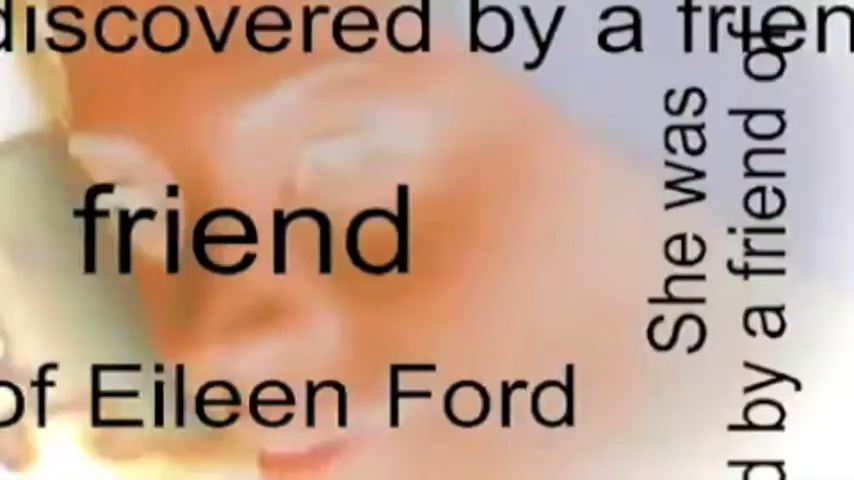 discovered by a frien
friend
of Eileen Ford
She was
d by a friend of